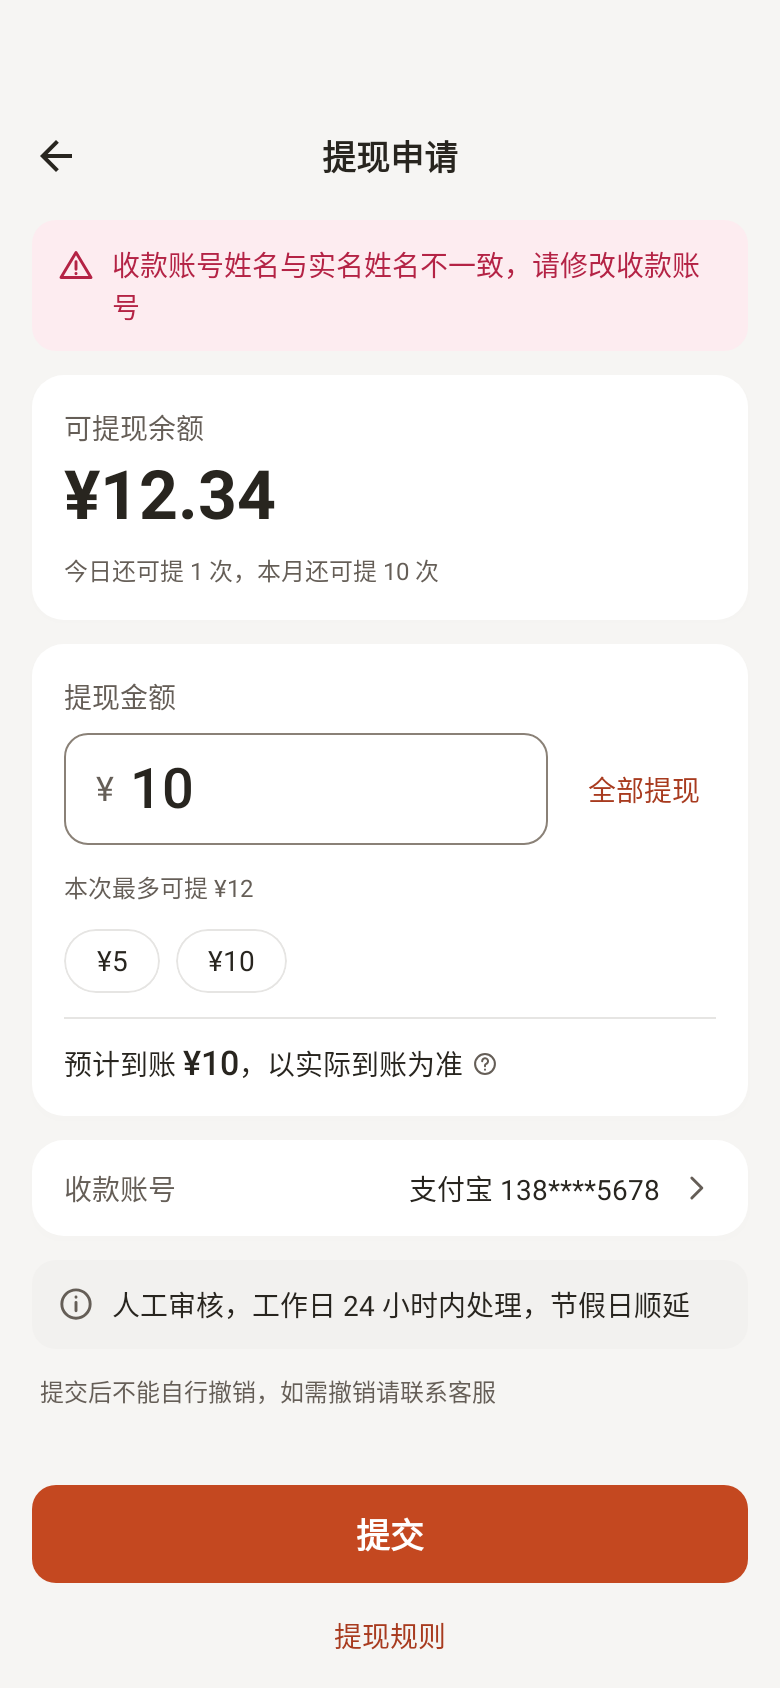 提现申请
收款账号姓名与实名姓名不一致，请修改收款账
号
可提现余额
¥12.34
今日还可提 1 次，本月还可提 10 次
提现金额
¥ 10
全部提现
本次最多可提 ¥12
¥5 ¥10
预计到账 ¥10，以实际到账为准
收款账号 支付宝 138****5678
人工审核，工作日 24 小时内处理，节假日顺延
提交后不能自行撤销，如需撤销请联系客服
提交
提现规则